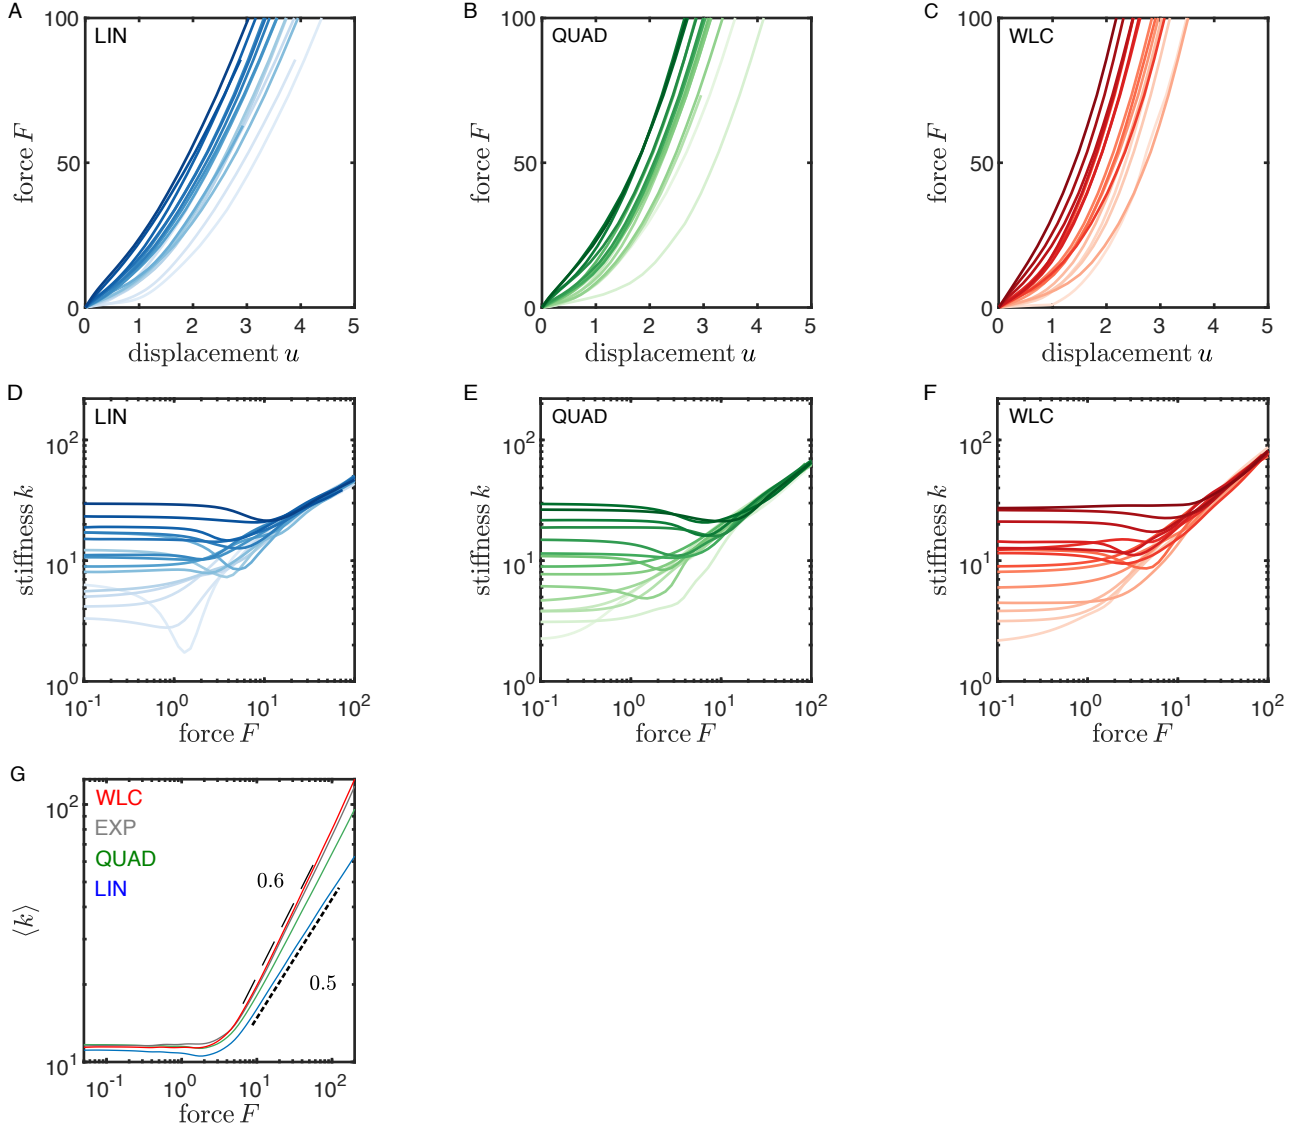 A
LIN
100
50
0
force F
0 1 2 3 4 5
displacement u
B
QUAD
100
50
0
force F
0 1 2 3 4 5
displacement u
C
WLC
100
50
0
force F
0 1 2 3 4 5
displacement u
D
LIN
10^2
10^1
10^0
stiffness k
10^-1 10^0 10^1 10^2
force F
E
QUAD
10^2
10^1
10^0
stiffness k
10^-1 10^0 10^1 10^2
force F
F
WLC
10^2
10^1
10^0
stiffness k
10^-1 10^0 10^1 10^2
force F
G
WLC
EXP
QUAD
LIN
0.6
0.5
10^2
10^1
⟨k⟩
10^-1 10^0 10^1 10^2
force F